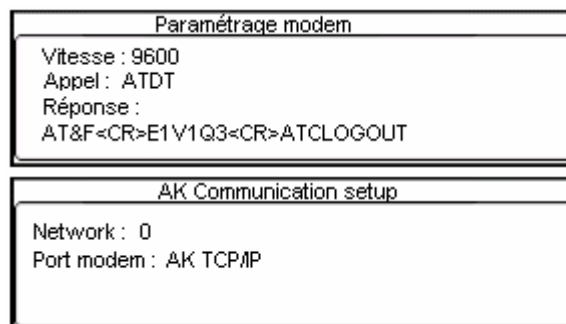 Paramétrage modem
Vitesse : 9600
Appel : ATDT
Réponse :
AT&F<CR>E1V1Q3<CR>ATCLOGOUT
AK Communication setup
Network : 0
Port modem : AK TCP/IP